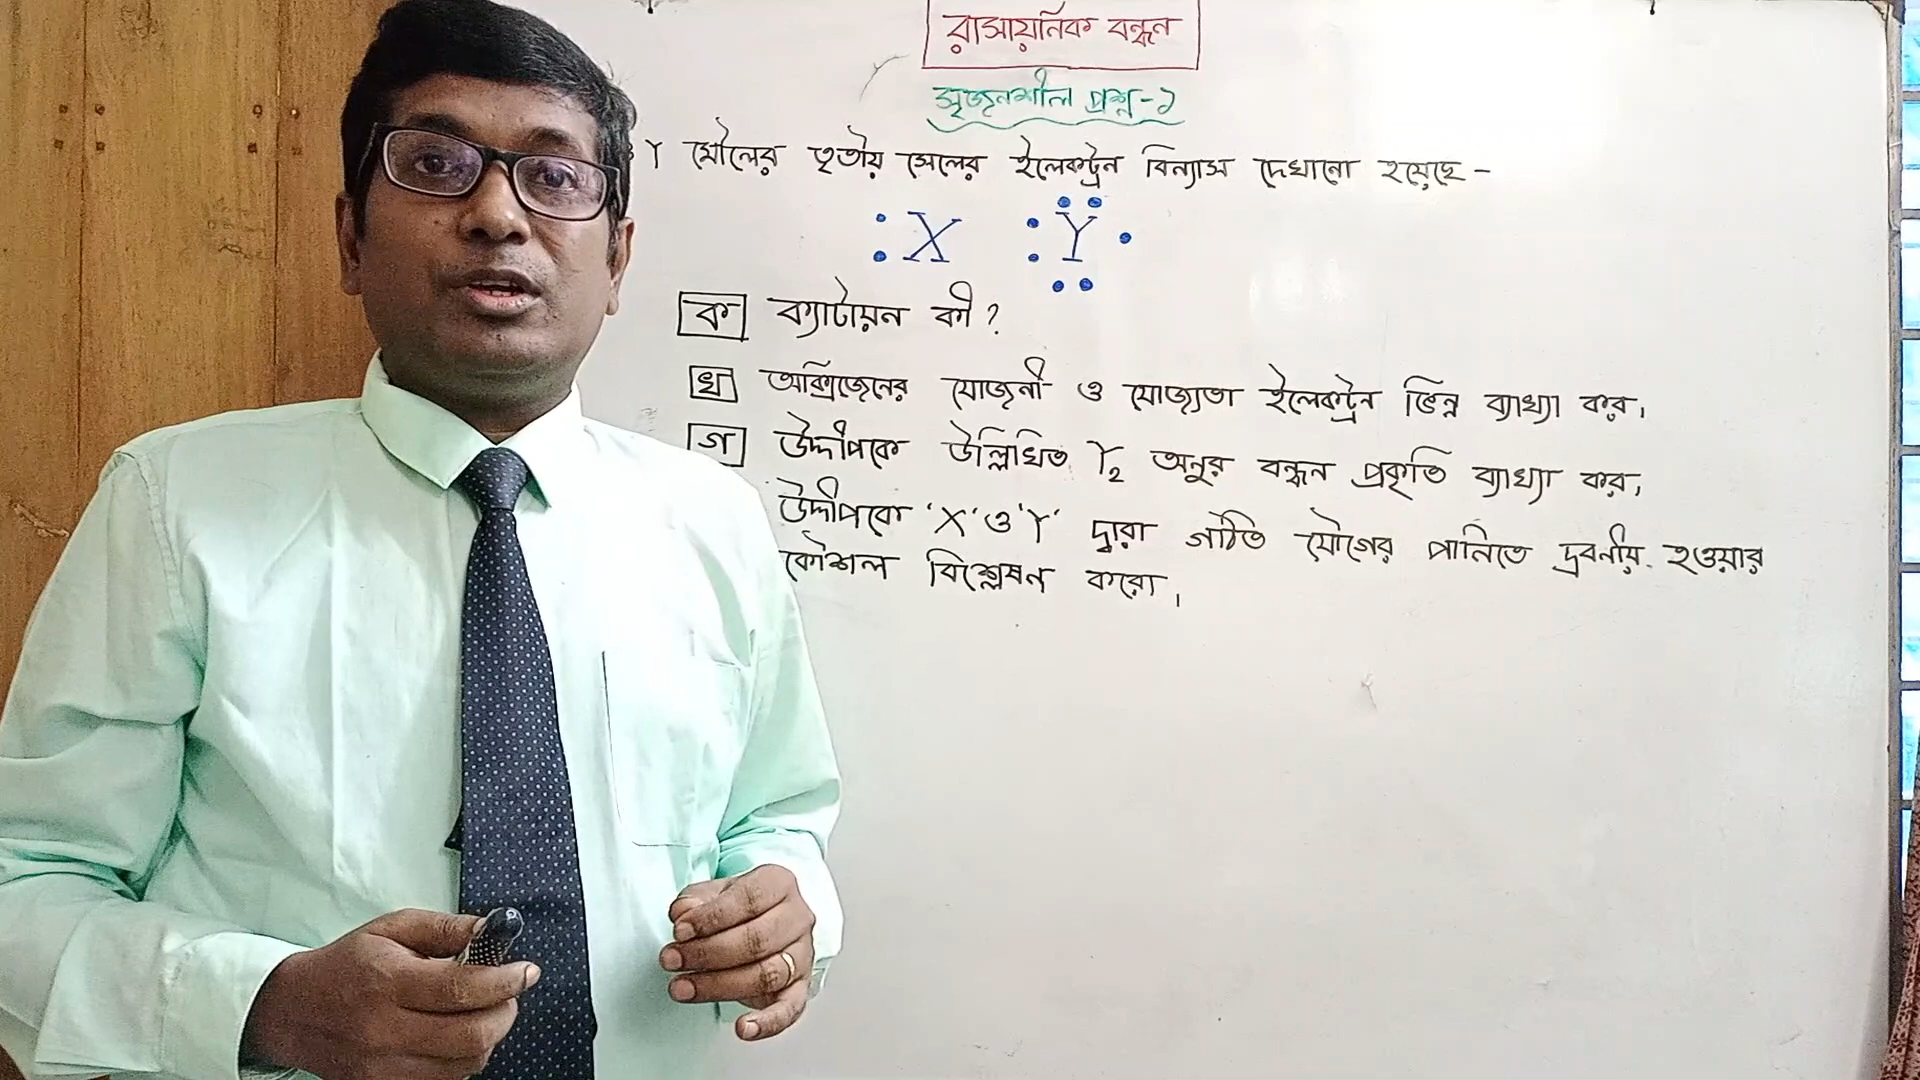 রাসায়নিক বন্ধন
সৃজনশীল প্রশ্ন-১
Y মৌলের তৃতীয় সেলের ইলেকট্রন বিন্যাস দেখানো হয়েছে -
X Y
ক ক্যাটায়ন কী ?
খ অক্সিজেনের যোজনী ও যোজ্যতা ইলেকট্রন ভিন্ন ব্যাখ্যা কর।
গ উদ্দীপকে উল্লিখিত Y₂ অনুর বন্ধন প্রকৃতি ব্যাখ্যা কর,
উদ্দীপকে 'X' ও 'Y' দ্বারা গঠিত যৌগের পানিতে দ্রবনীয় হওয়ার
কৌশল বিশ্লেষন করো।